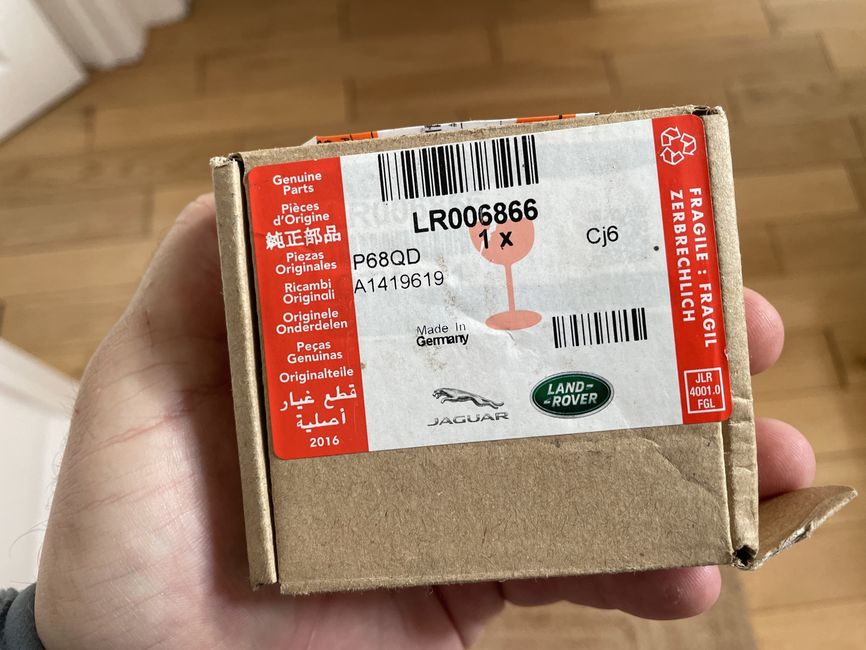 Genuine
Parts
Pièces
d'Origine
純正部品
Piezas
Originales
Ricambi
Originali
Originele
Onderdelen
Peças
Genuinas
Originalteile
قطع غيار
أصلية
2016
LR006866
1 x
Cj6
P68QD
A1419619
Made In
Germany
JAGUAR
LAND-
-ROVER
FRAGILE : FRAGIL
ZERBRECHLICH
JLR
4001.0
FGL